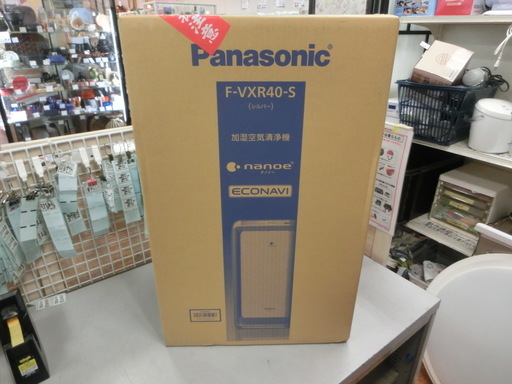 Panasonic
F-VXR40-S
(シルバー)
加湿空気清浄機
nanoe
ナノイー
ECONAVI